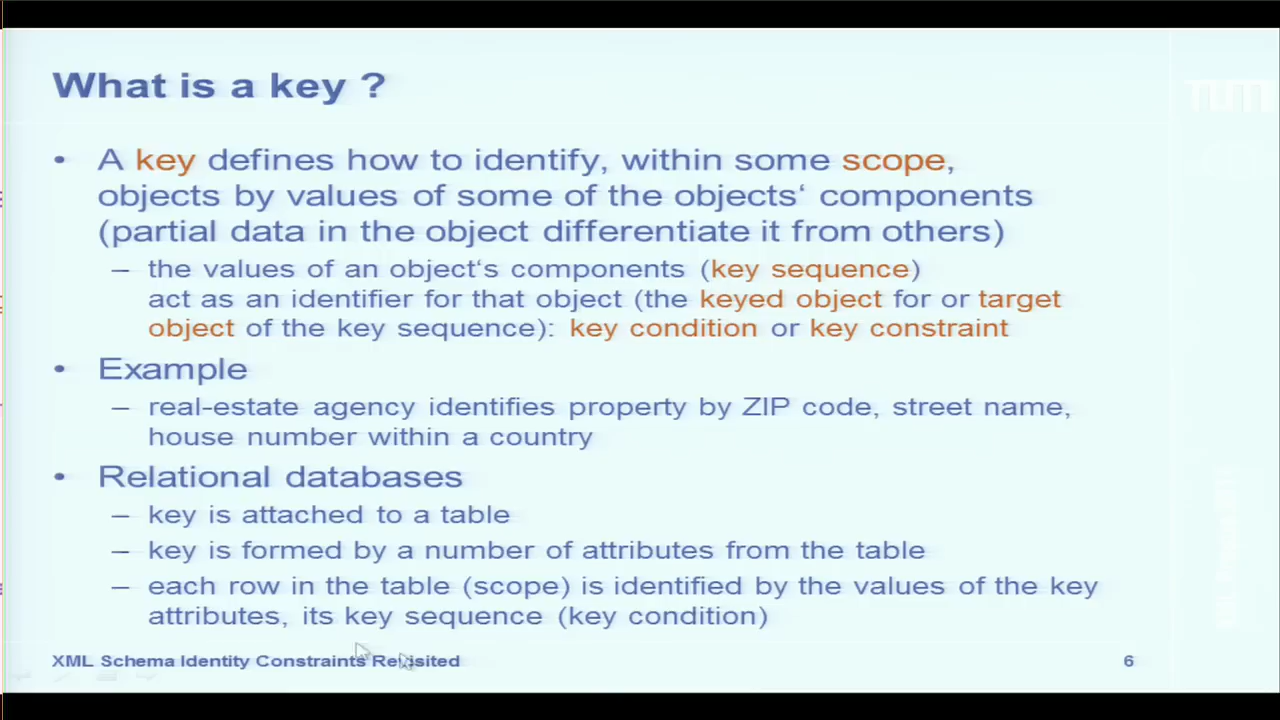 What is a key ?
• A key defines how to identify, within some scope,
objects by values of some of the objects‘ components
(partial data in the object differentiate it from others)
– the values of an object‘s components (key sequence)
act as an identifier for that object (the keyed object for or target
object of the key sequence): key condition or key constraint
• Example
– real-estate agency identifies property by ZIP code, street name,
house number within a country
• Relational databases
– key is attached to a table
– key is formed by a number of attributes from the table
– each row in the table (scope) is identified by the values of the key
attributes, its key sequence (key condition)
XML Schema Identity Constraints Revisited
6